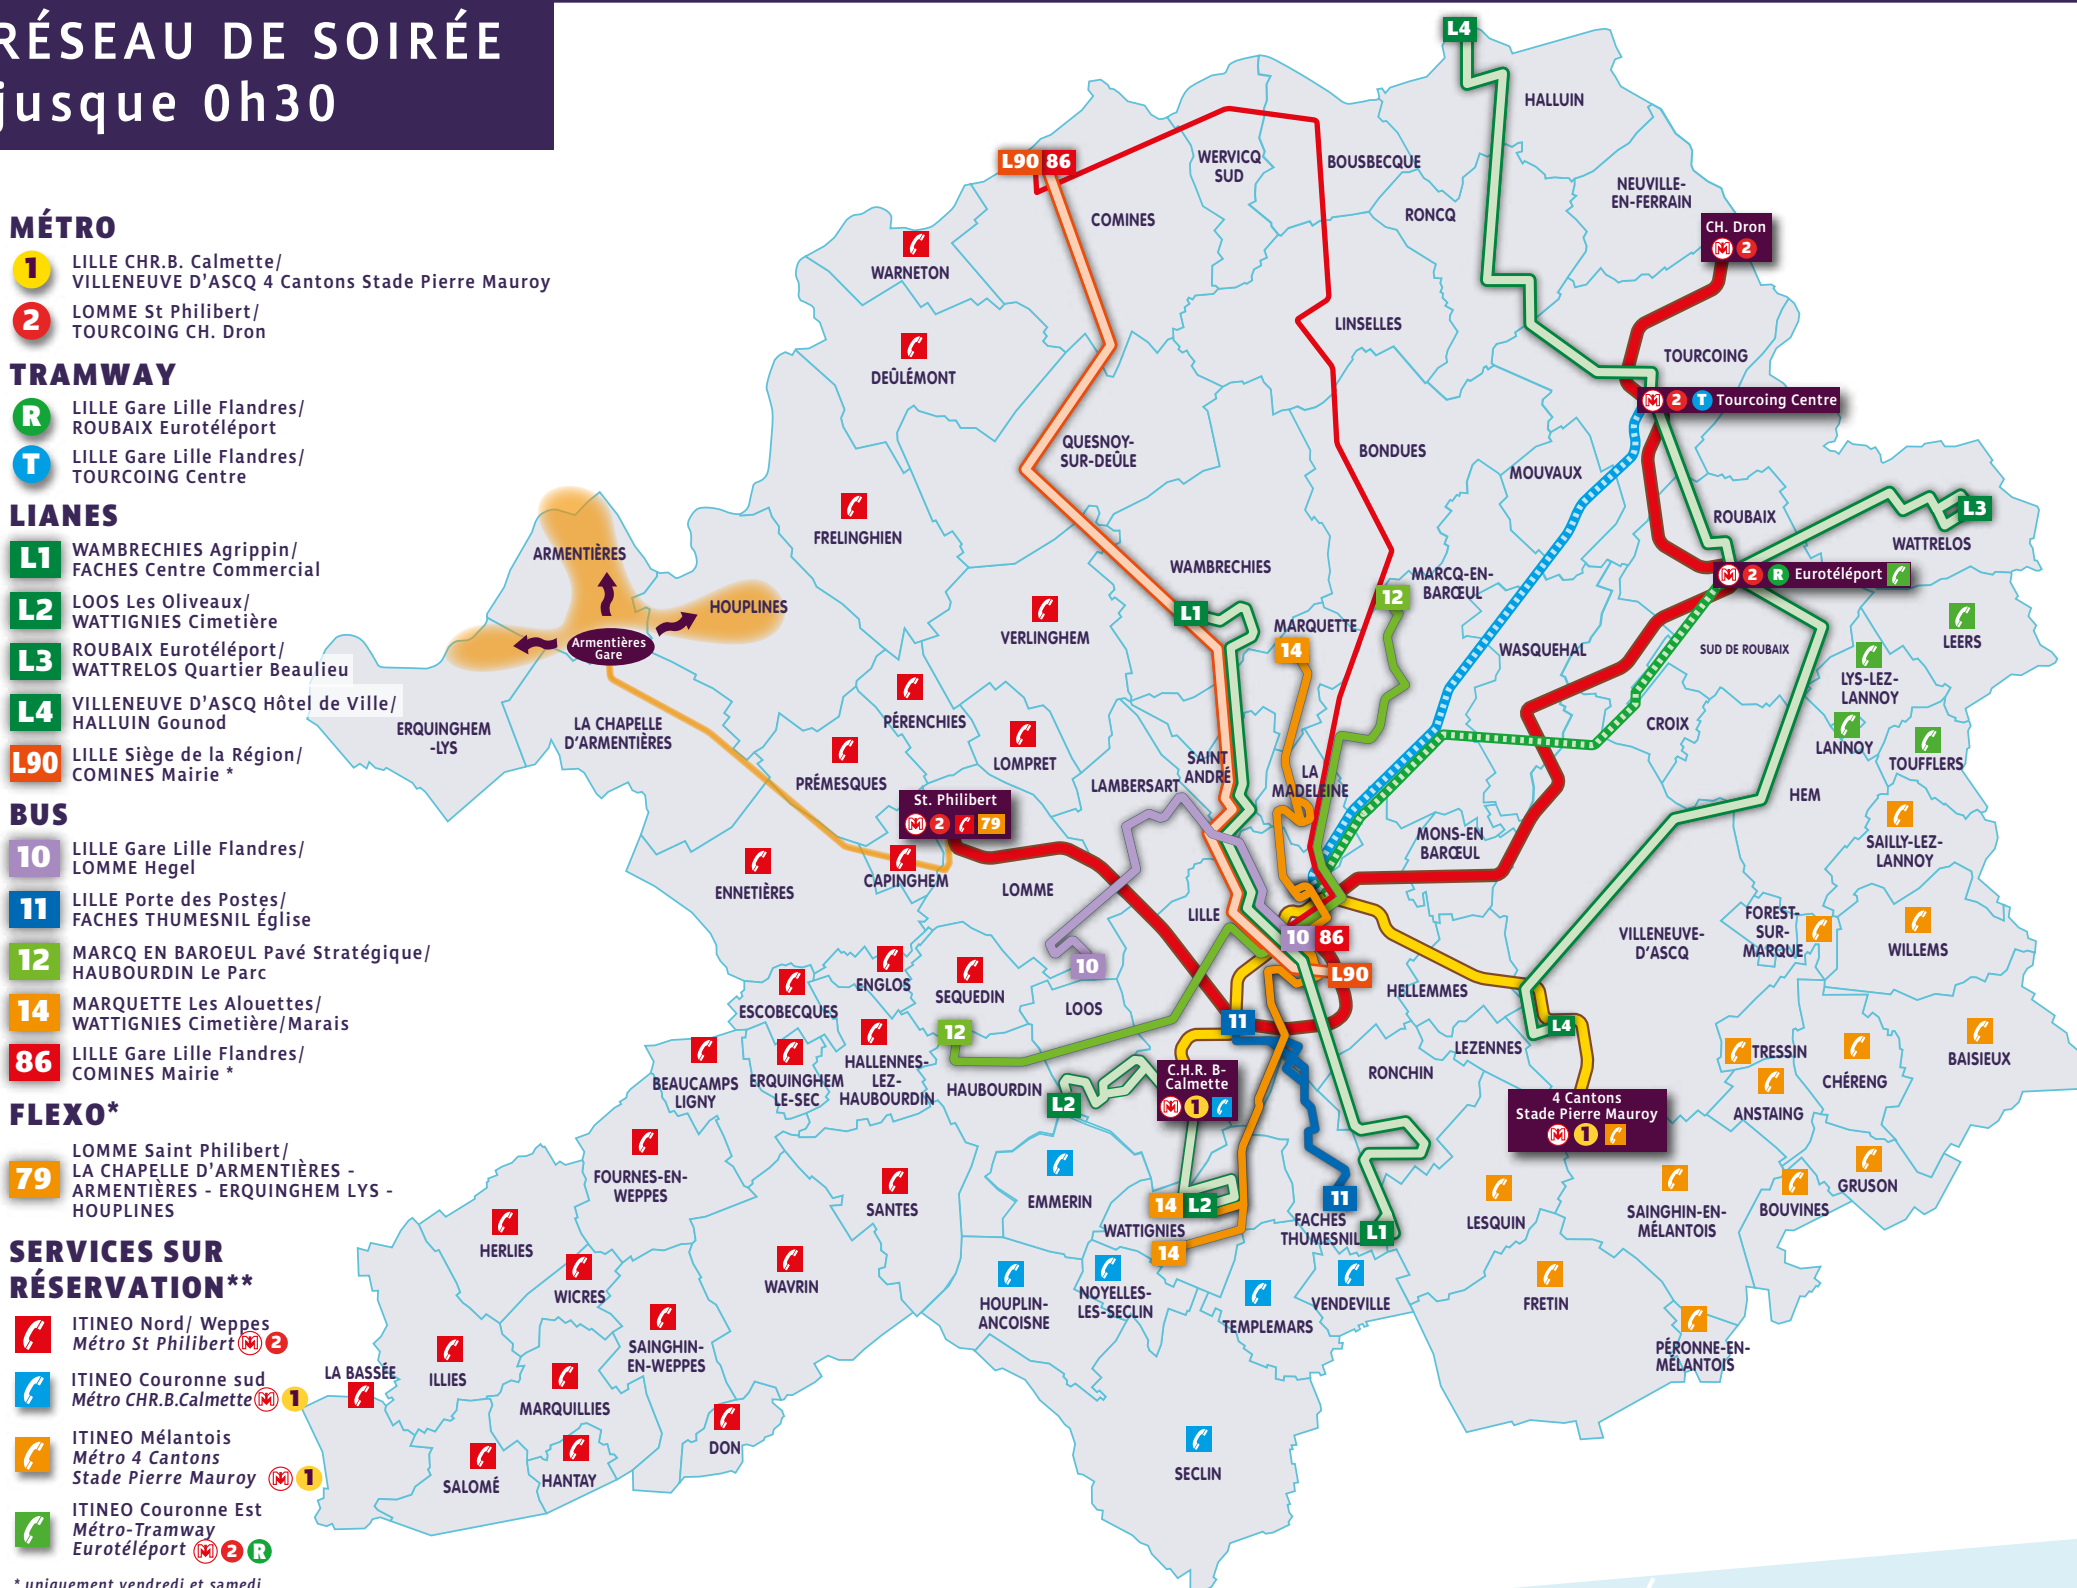 RÉSEAU DE SOIRÉE
jusque 0h30
MÉTRO
1
LILLE CHR.B. Calmette/
VILLENEUVE D'ASCQ 4 Cantons Stade Pierre Mauroy
2
LOMME St Philibert/
TOURCOING CH. Dron
TRAMWAY
R
LILLE Gare Lille Flandres/
ROUBAIX Eurotéléport
T
LILLE Gare Lille Flandres/
TOURCOING Centre
LIANES
L1
WAMBRECHIES Agrippin/
FACHES Centre Commercial
L2
LOOS Les Oliveaux/
WATTIGNIES Cimetière
L3
ROUBAIX Eurotéléport/
WATTRELOS Quartier Beaulieu
L4
VILLENEUVE D'ASCQ Hôtel de Ville/
HALLUIN Gounod
L90
LILLE Siège de la Région/
COMINES Mairie *
BUS
10
LILLE Gare Lille Flandres/
LOMME Hegel
11
LILLE Porte des Postes/
FACHES THUMESNIL Église
12
MARCQ EN BAROEUL Pavé Stratégique/
HAUBOURDIN Le Parc
14
MARQUETTE Les Alouettes/
WATTIGNIES Cimetière/Marais
86
LILLE Gare Lille Flandres/
COMINES Mairie *
FLEXO*
79
LOMME Saint Philibert/
LA CHAPELLE D'ARMENTIÈRES -
ARMENTIÈRES - ERQUINGHEM LYS -
HOUPLINES
SERVICES SUR
RÉSERVATION**
ITINEO Nord/ Weppes
Métro St Philibert M 2
ITINEO Couronne sud
Métro CHR.B.Calmette M 1
ITINEO Mélantois
Métro 4 Cantons
Stade Pierre Mauroy M 1
ITINEO Couronne Est
Métro-Tramway
Eurotéléport M 2 R
* uniquement vendredi et samedi
L4
HALLUIN
L90 86
WERVICQ
SUD
BOUSBECQUE
NEUVILLE-
EN-FERRAIN
RONCQ
COMINES
CH. Dron
M 2
WARNETON
LINSELLES
TOURCOING
DEÛLÉMONT
M 2 T Tourcoing Centre
QUESNOY-
SUR-DEÛLE
BONDUES
MOUVAUX
ROUBAIX
L3
WATTRELOS
FRELINGHIEN
ARMENTIÈRES
WAMBRECHIES
MARCQ-EN-
BARŒUL
M 2 R Eurotéléport
12
HOUPLINES
L1
MARQUETTE
14
VERLINGHEM
Armentières
Gare
WASQUEHAL
SUD DE ROUBAIX
LEERS
LYS-LEZ-
LANNOY
ERQUINGHEM
-LYS
LA CHAPELLE
D'ARMENTIÈRES
PÉRENCHIES
CROIX
LANNOY
TOUFFLERS
LOMPRET
SAINT
ANDRÉ
LA
MADELEINE
PRÉMESQUES
LAMBERSART
HEM
St. Philibert
M 2 79
MONS-EN
BARŒUL
SAILLY-LEZ-
LANNOY
ENNETIÈRES
CAPINGHEM
LOMME
LILLE
FOREST-
SUR-
MARQUE
WILLEMS
VILLENEUVE-
D'ASCQ
10 86
10
L90
ENGLOS
SEQUEDIN
HELLEMMES
ESCOBECQUES
LOOS
11
12
L4
LEZENNES
TRESSIN
CHÉRENG
BAISIEUX
HALLENNES-
LEZ-
HAUBOURDIN
RONCHIN
BEAUCAMPS
LIGNY
ERQUINGHEM
LE-SEC
HAUBOURDIN
L2
C.H.R. B-
Calmette
M 1
4 Cantons
Stade Pierre Mauroy
M 1
ANSTAING
FOURNES-EN-
WEPPES
SANTES
EMMERIN
14 L2
WATTIGNIES
14
11
FACHES
THUMESNIL
L1
LESQUIN
SAINGHIN-EN-
MÉLANTOIS
BOUVINES
GRUSON
HERLIES
WICRES
WAVRIN
HOUPLIN-
ANCOISNE
NOYELLES-
LES-SECLIN
TEMPLEMARS
VENDEVILLE
FRETIN
PÉRONNE-EN-
MÉLANTOIS
SAINGHIN-
EN-WEPPES
LA BASSÉE
ILLIES
MARQUILLIES
DON
SALOMÉ
HANTAY
SECLIN